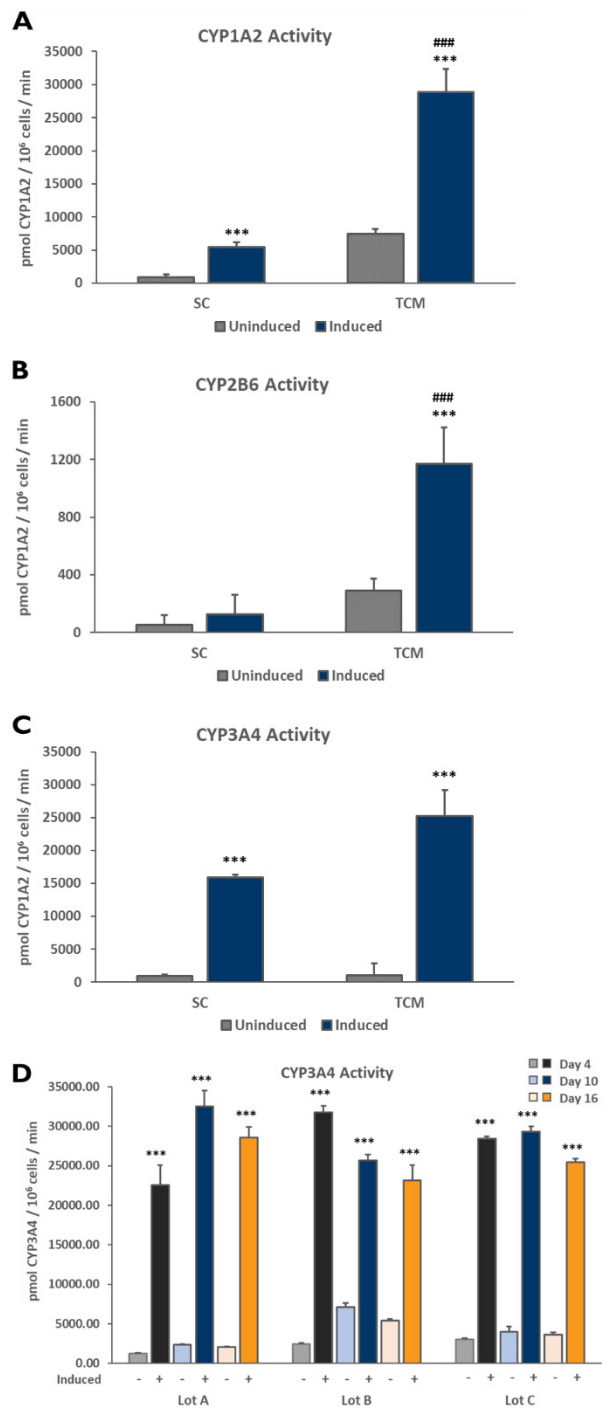 A
CYP1A2 Activity
35000
30000
25000
20000
15000
10000
5000
0
pmol CYP1A2 / 10⁶ cells / min
***
###
***
SC
TCM
Uninduced
Induced
B
CYP2B6 Activity
1600
1200
800
400
0
pmol CYP1A2 / 10⁶ cells / min
###
***
SC
TCM
Uninduced
Induced
C
CYP3A4 Activity
35000
30000
25000
20000
15000
10000
5000
0
pmol CYP1A2 / 10⁶ cells / min
***
***
SC
TCM
Uninduced
Induced
D
CYP3A4 Activity
Day 4
Day 10
Day 16
35000.00
30000.00
25000.00
20000.00
15000.00
10000.00
5000.00
0.00
pmol CYP3A4 / 10⁶ cells / min
*** *** *** *** *** *** *** *** ***
Induced - + - + - + - + - + - + - + - + - +
Lot A Lot B Lot C